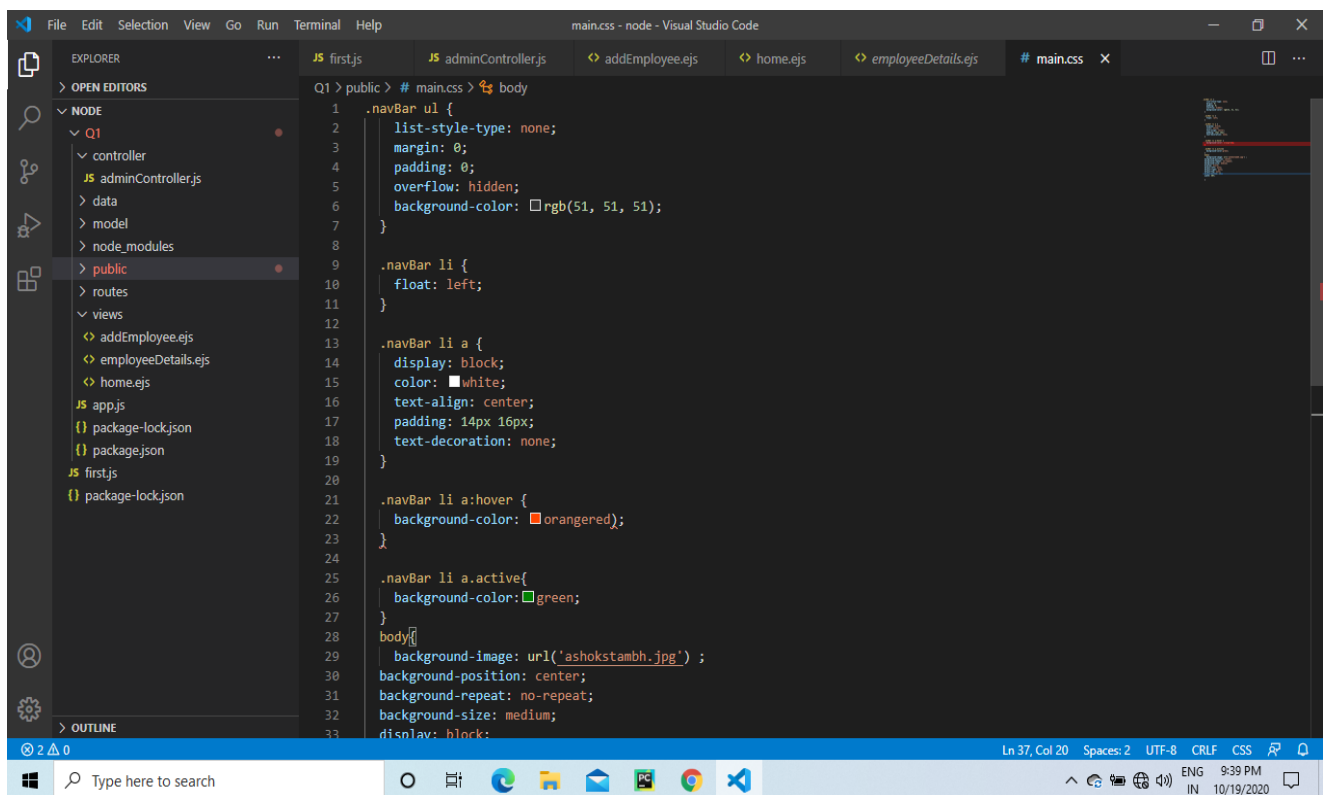 File Edit Selection View Go Run Terminal Help main.css - node - Visual Studio Code
EXPLORER ...
JS first.js JS adminController.js <> addEmployee.ejs <> home.ejs <> employeeDetails.ejs # main.css ...
> OPEN EDITORS
NODE
Q1
controller
JS adminController.js
> data
> model
> node_modules
> public
> routes
views
<> addEmployee.ejs
<> employeeDetails.ejs
<> home.ejs
JS app.js
{} package-lock.json
{} package.json
JS first.js
{} package-lock.json
> OUTLINE
Q1 > public > # main.css > body
1 .navBar ul {
2 list-style-type: none;
3 margin: 0;
4 padding: 0;
5 overflow: hidden;
6 background-color: rgb(51, 51, 51);
7 }
8
9 .navBar li {
10 float: left;
11 }
12
13 .navBar li a {
14 display: block;
15 color: white;
16 text-align: center;
17 padding: 14px 16px;
18 text-decoration: none;
19 }
20
21 .navBar li a:hover {
22 background-color: orangered);
23 }
24
25 .navBar li a.active{
26 background-color: green;
27 }
28 body{
29 background-image: url('ashokstambh.jpg') ;
30 background-position: center;
31 background-repeat: no-repeat;
32 background-size: medium;
33 display: block;
2 0 Ln 37, Col 20 Spaces: 2 UTF-8 CRLF CSS
Type here to search PC ENG 9:39 PM
IN 10/19/2020